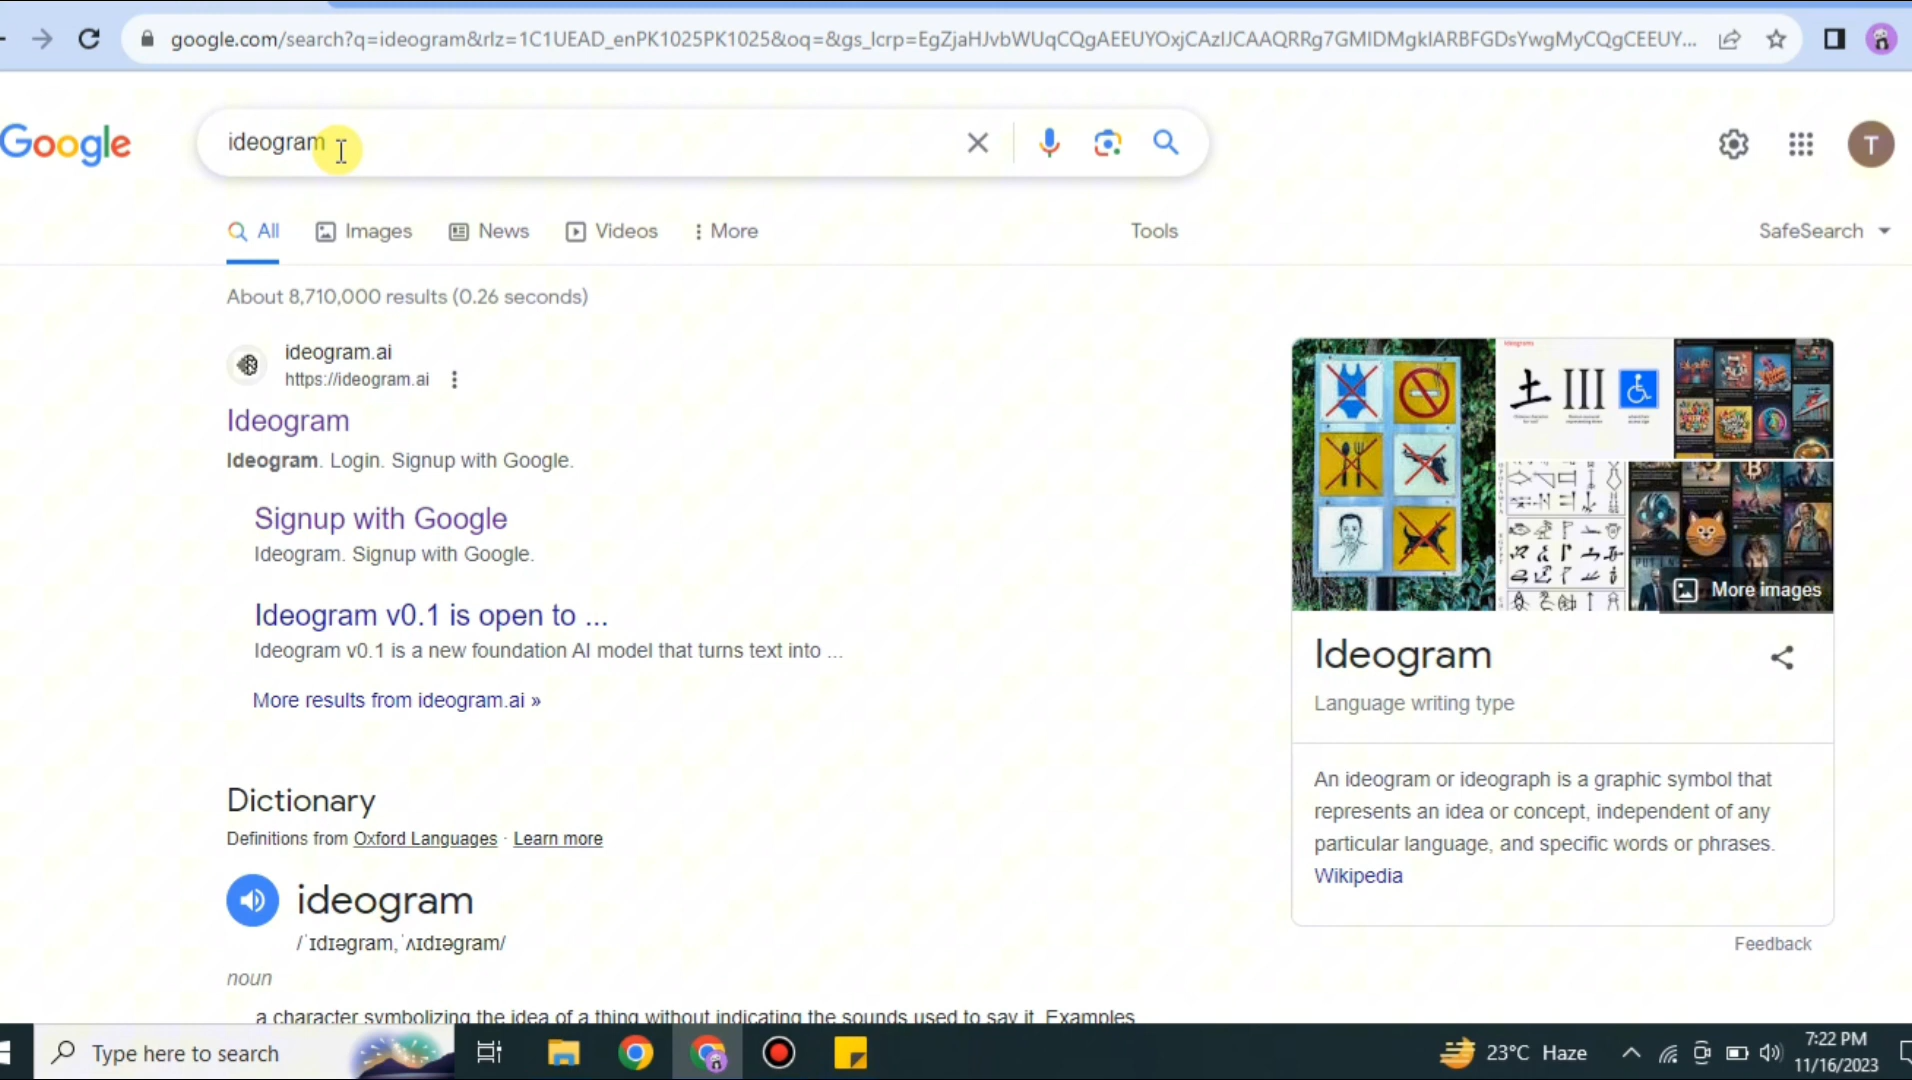 google.com/search?q=ideogram&rlz=1C1UEAD_enPK1025PK1025&oq=&gs_lcrp=EgZjaHJvbWUqCQgAEEUYOxjCAzIJCAAQRRg7GMIDMgkIARBFGDsYwgMyCQgCEEUY...
Google
ideogram
T
All
Images
News
Videos
More
Tools
SafeSearch
About 8,710,000 results (0.26 seconds)
ideogram.ai
https://ideogram.ai
Ideogram
Ideogram. Login. Signup with Google.
Signup with Google
Ideogram. Signup with Google.
Ideogram v0.1 is open to ...
Ideogram v0.1 is a new foundation AI model that turns text into ...
More results from ideogram.ai »
Dictionary
Definitions from Oxford Languages · Learn more
ideogram
/ˈɪdɪəɡram,ˈʌɪdɪəɡram/
noun
a character symbolizing the idea of a thing without indicating the sounds used to say it. Examples
土 III
More images
Ideogram
Language writing type
An ideogram or ideograph is a graphic symbol that
represents an idea or concept, independent of any
particular language, and specific words or phrases.
Wikipedia
Feedback
Type here to search
23°C Haze
7:22 PM
11/16/2023